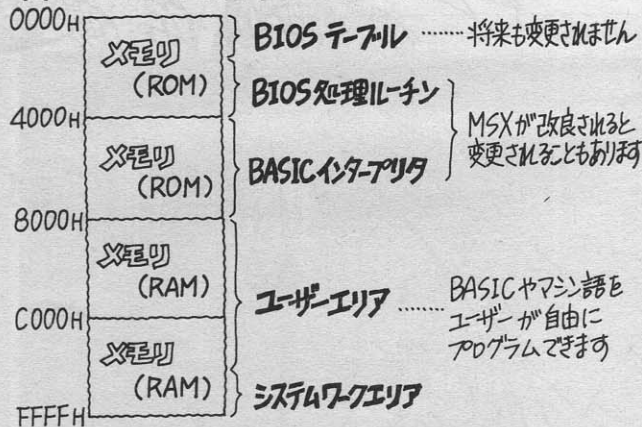 0000H
メモリ
(ROM)
BIOS テーブル ……… 将来も変更されません
BIOS処理ルーチン
4000H
MSXが改良されると
変更されることもあります
メモリ
(ROM)
BASICインタープリタ
8000H
メモリ
(RAM)
ユーザーエリア ………
BASICやマシン語を
ユーザーが自由に
プログラムできます
C000H
メモリ
(RAM)
システムワークエリア
FFFFH